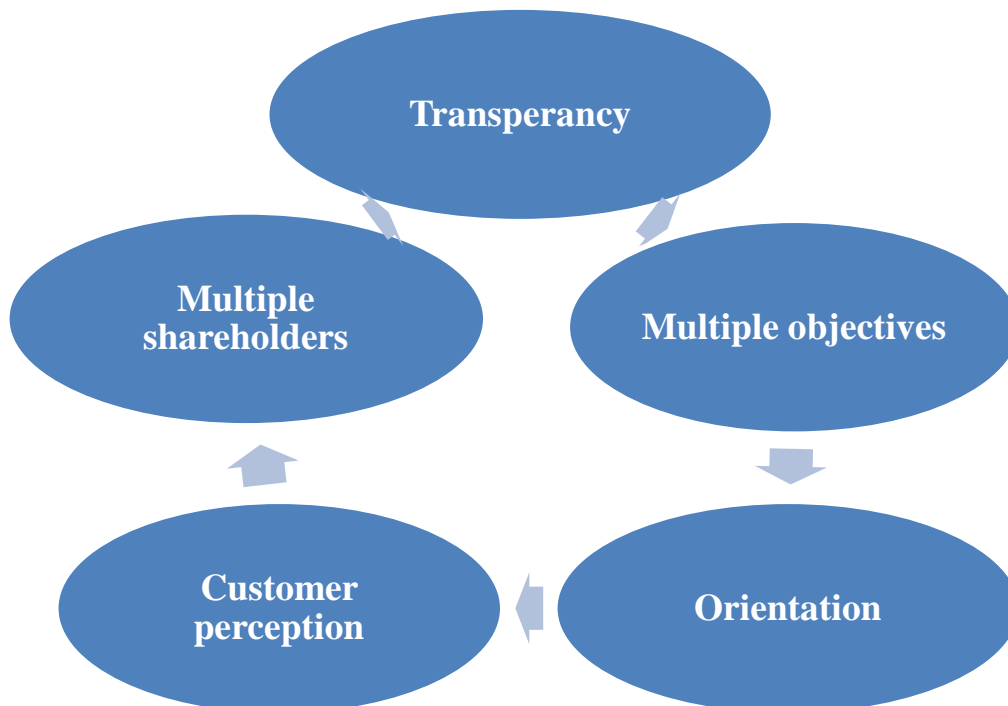 Transperancy
Multiple
shareholders
Multiple objectives
Customer
perception
Orientation